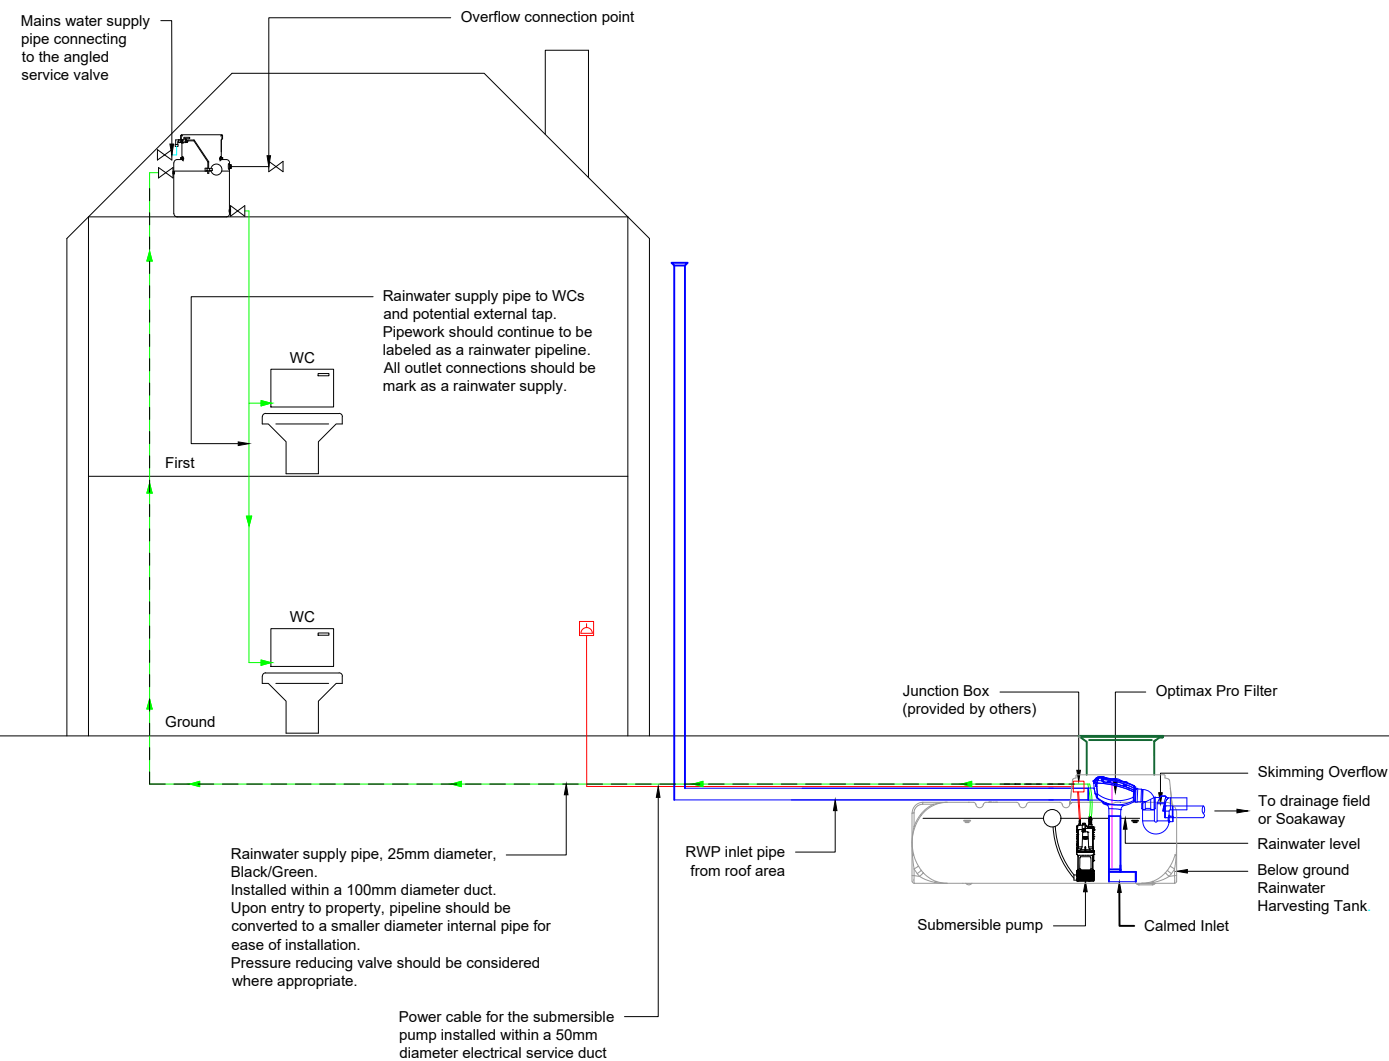 Mains water supply
pipe connecting
to the angled
service valve
Overflow connection point
Rainwater supply pipe to WCs
and potential external tap.
Pipework should continue to be
labeled as a rainwater pipeline.
All outlet connections should be
mark as a rainwater supply.
WC
First
WC
Ground
Junction Box
(provided by others)
Optimax Pro Filter
Skimming Overflow
To drainage field
or Soakaway
Rainwater level
Below ground
Rainwater
Harvesting Tank.
RWP inlet pipe
from roof area
Submersible pump
Calmed Inlet
Rainwater supply pipe, 25mm diameter,
Black/Green.
Installed within a 100mm diameter duct.
Upon entry to property, pipeline should be
converted to a smaller diameter internal pipe for
ease of installation.
Pressure reducing valve should be considered
where appropriate.
Power cable for the submersible
pump installed within a 50mm
diameter electrical service duct